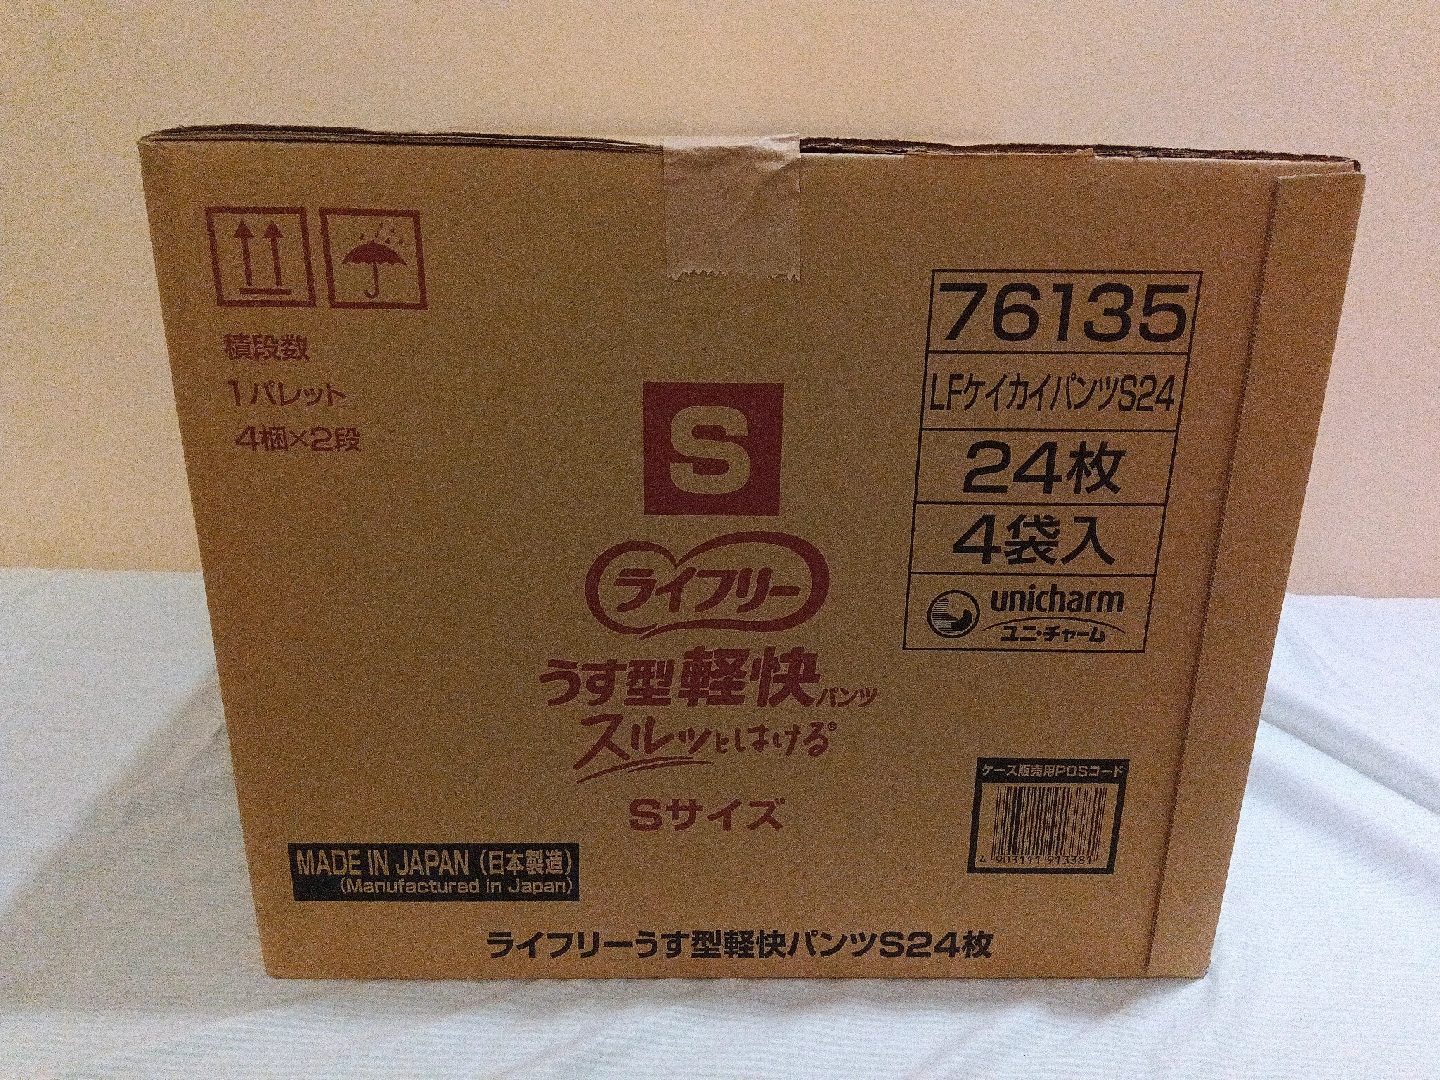 積段数
1パレット
4梱×2段
S
ライフリー
うす型軽快パンツ
スルッとはける®
Sサイズ
76135
LFケイカイパンツS24
24枚
4袋入
unicharm
ユニ・チャーム
ケース販売用POSコード
MADE IN JAPAN（日本製造）
(Manufactured in Japan)
ライフリーうす型軽快パンツS24枚